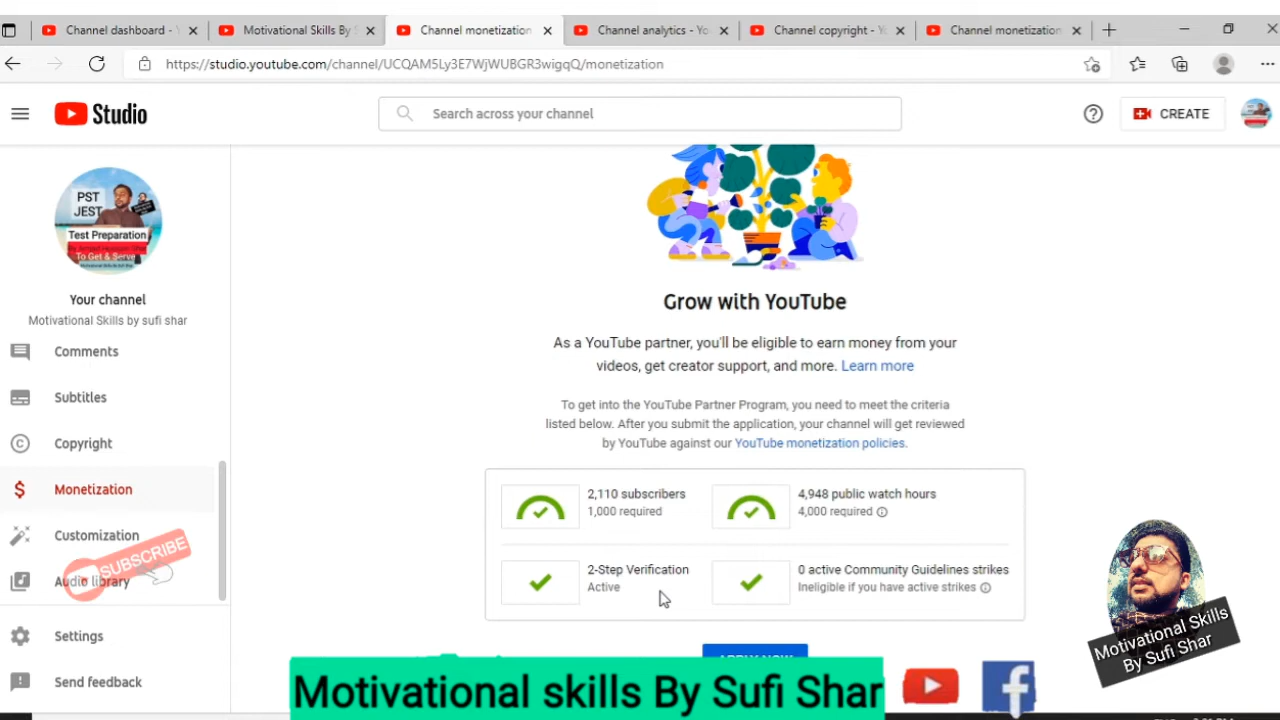 Channel dashboard - Y
Motivational Skills By S
Channel monetization
Channel analytics - Yo
Channel copyright - Yo
Channel monetization
https://studio.youtube.com/channel/UCQAM5Ly3E7WjWUBGR3wigqQ/monetization
Studio
Search across your channel
CREATE
PST
JEST
Test Preparation
To Get & Serve
Your channel
Motivational Skills by sufi shar
Comments
Subtitles
Copyright
Monetization
Customization
Audio library
SUBSCRIBE
Settings
Send feedback
Grow with YouTube
As a YouTube partner, you'll be eligible to earn money from your
videos, get creator support, and more. Learn more
To get into the YouTube Partner Program, you need to meet the criteria
listed below. After you submit the application, your channel will get reviewed
by YouTube against our YouTube monetization policies.
2,110 subscribers
1,000 required
4,948 public watch hours
4,000 required
2-Step Verification
Active
0 active Community Guidelines strikes
Ineligible if you have active strikes
APPLY NOW
Motivational skills By Sufi Shar
Motivational Skills
By Sufi Shar